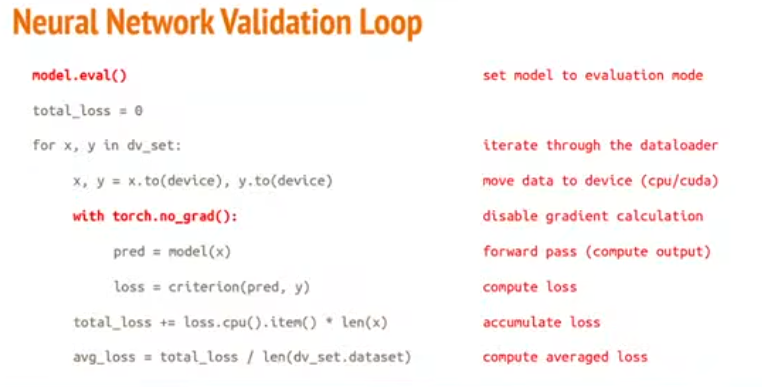 Neural Network Validation Loop
model.eval() set model to evaluation mode
total_loss = 0
for x, y in dv_set: iterate through the dataloader
x, y = x.to(device), y.to(device) move data to device (cpu/cuda)
with torch.no_grad(): disable gradient calculation
pred = model(x) forward pass (compute output)
loss = criterion(pred, y) compute loss
total_loss += loss.cpu().item() * len(x) accumulate loss
avg_loss = total_loss / len(dv_set.dataset) compute averaged loss